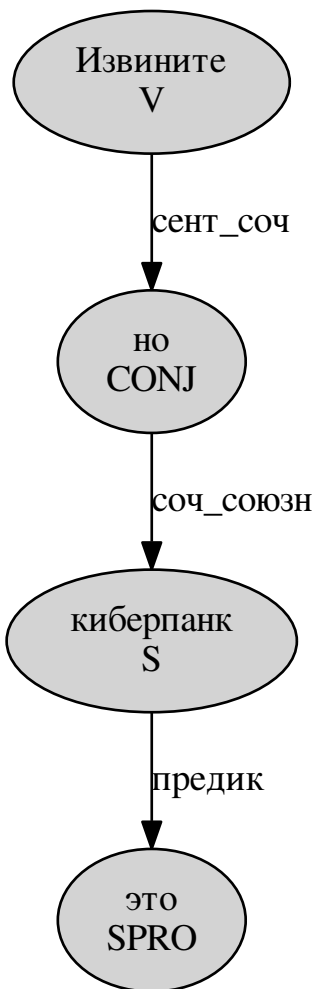 Извините
V
сент_соч
но
CONJ
соч_союзн
киберпанк
S
предик
это
SPRO